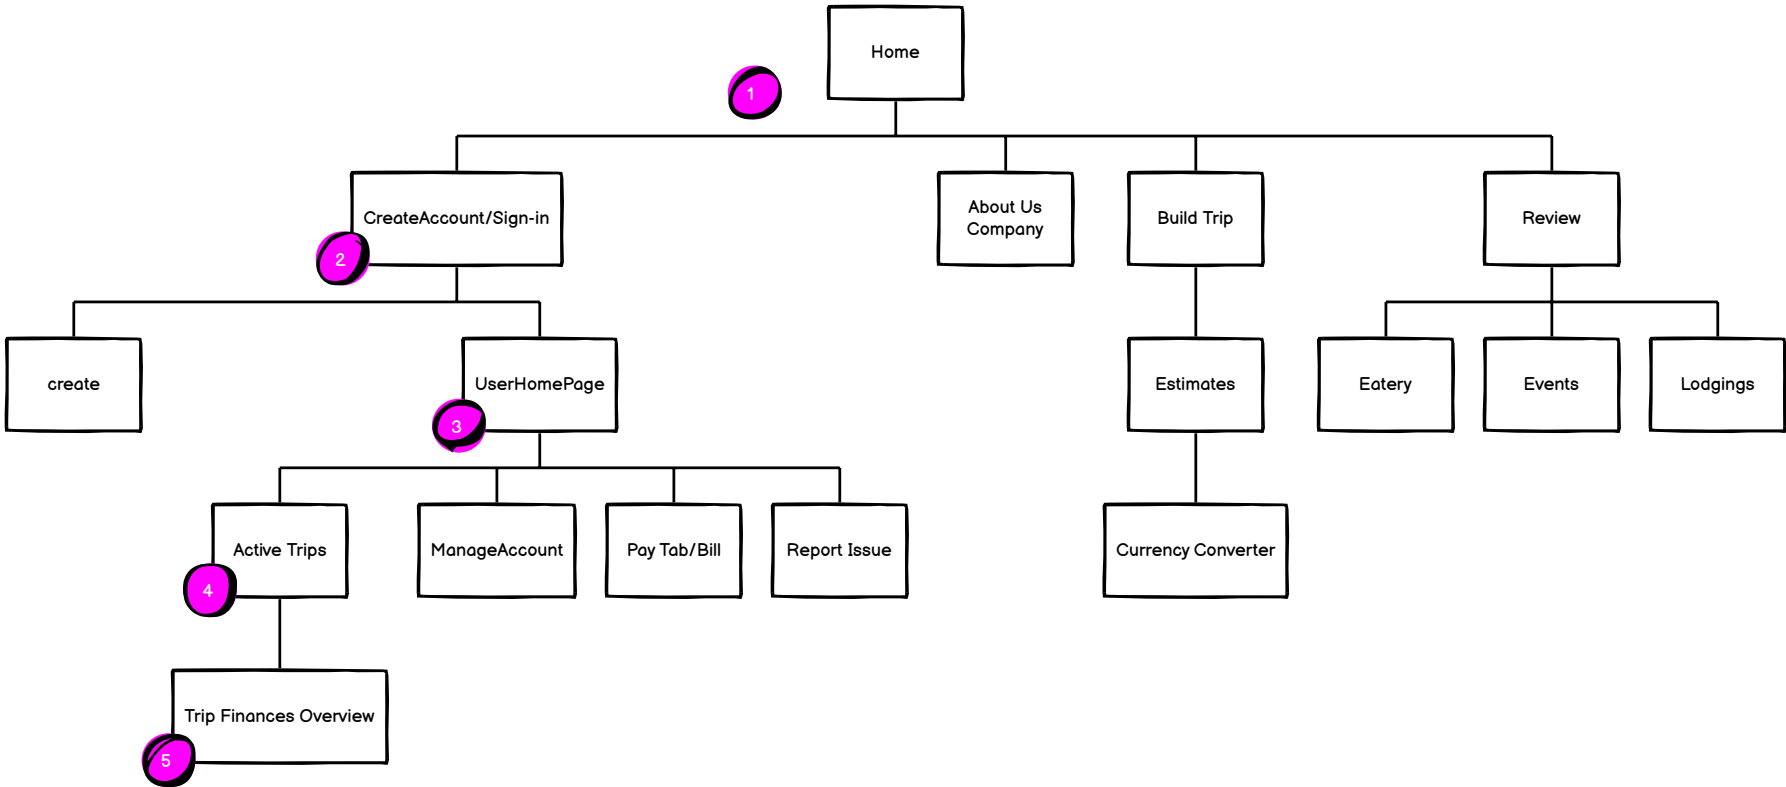 Home
1
CreateAccount/Sign-in
About Us
Company
Build Trip
Review
2
create
UserHomePage
Estimates
Eatery
Events
Lodgings
3
Active Trips
ManageAccount
Pay Tab/Bill
Report Issue
Currency Converter
4
Trip Finances Overview
5